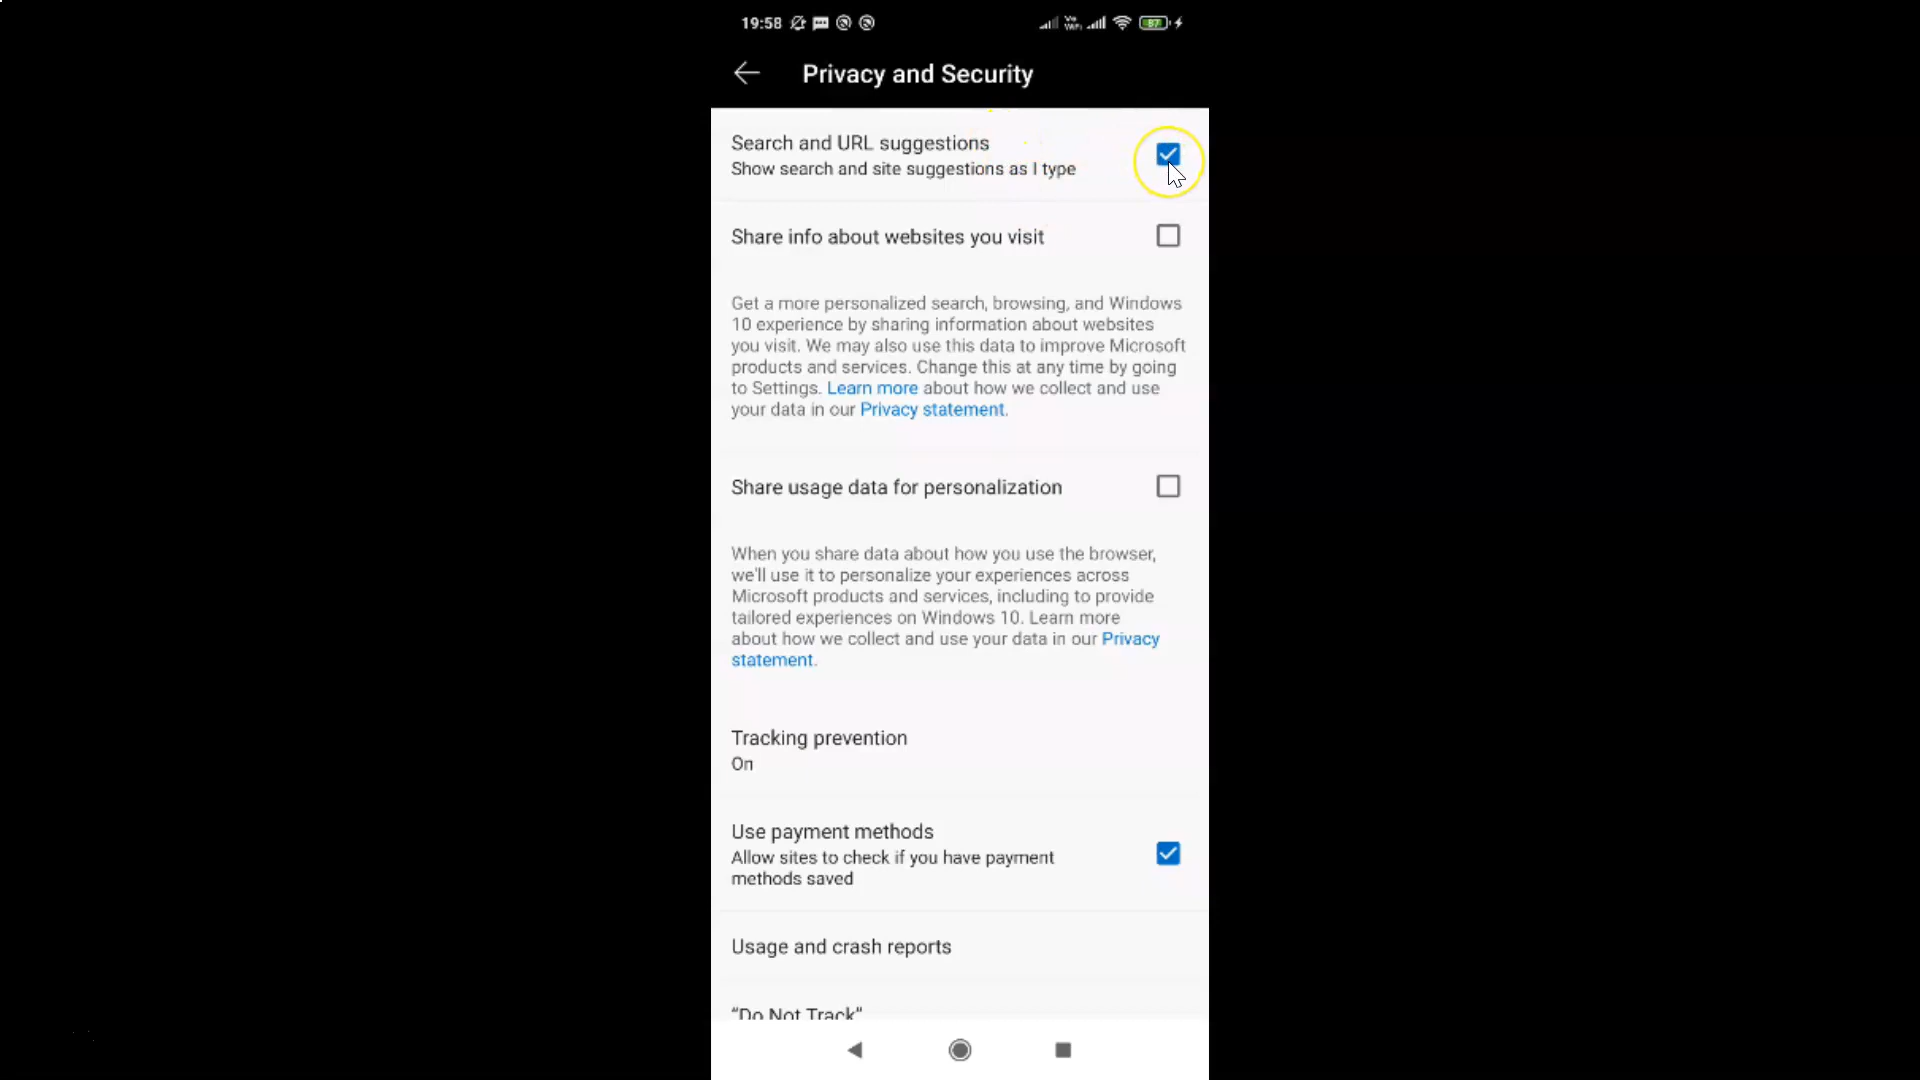 19:58
87
Privacy and Security
Search and URL suggestions
Show search and site suggestions as I type
Share info about websites you visit
Get a more personalized search, browsing, and Windows
10 experience by sharing information about websites
you visit. We may also use this data to improve Microsoft
products and services. Change this at any time by going
to Settings. Learn more about how we collect and use
your data in our Privacy statement.
Share usage data for personalization
When you share data about how you use the browser,
we'll use it to personalize your experiences across
Microsoft products and services, including to provide
tailored experiences on Windows 10. Learn more
about how we collect and use your data in our Privacy
statement.
Tracking prevention
On
Use payment methods
Allow sites to check if you have payment
methods saved
Usage and crash reports
“Do Not Track”